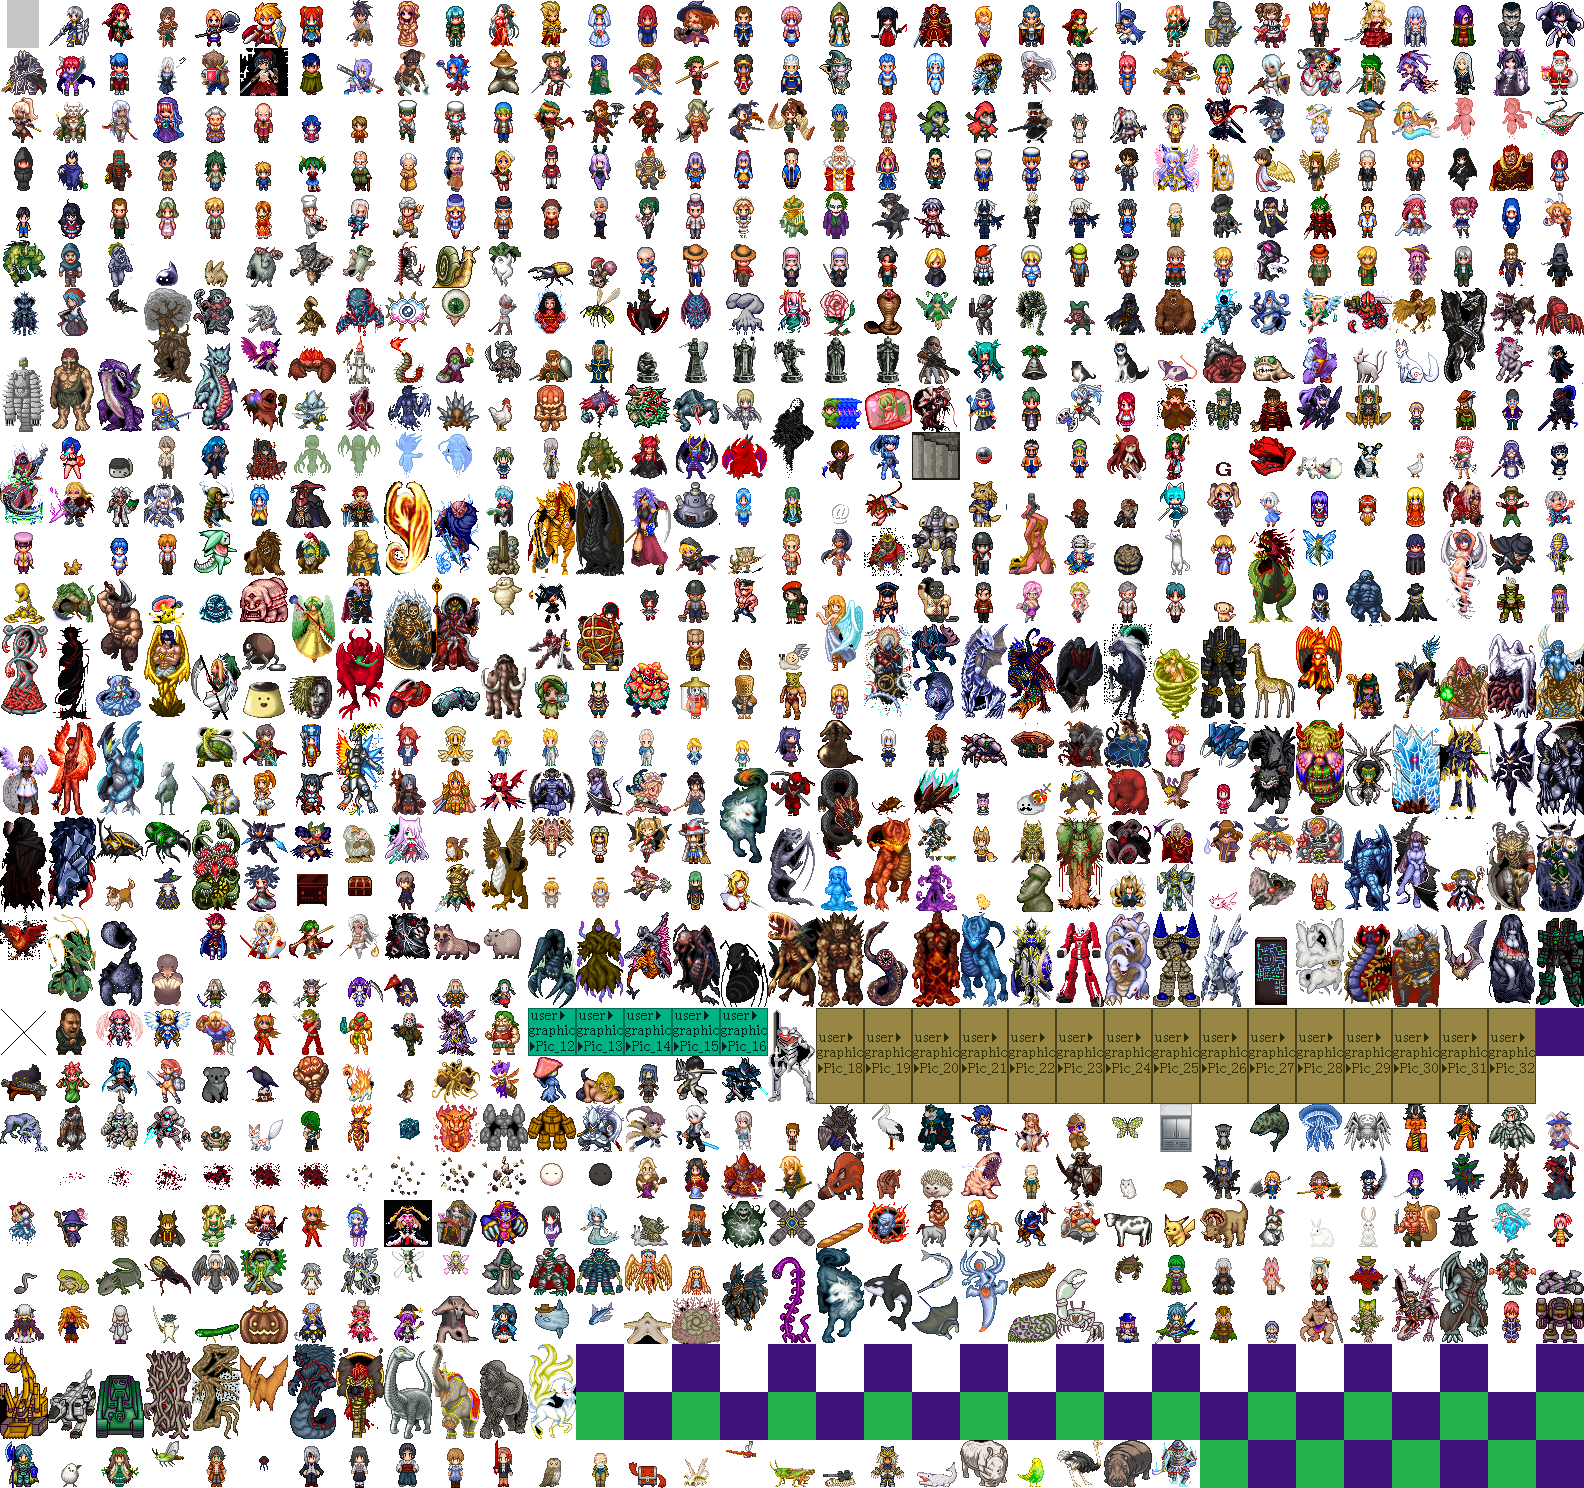 G
@
user▶ user▶ user▶ user▶ user▶
graphic graphic graphic graphic graphic
▶Pic_12 ▶Pic_13 ▶Pic_14 ▶Pic_15 ▶Pic_16
user▶ user▶ user▶ user▶ user▶ user▶ user▶ user▶ user▶ user▶ user▶ user▶ user▶ user▶ user▶
graphic graphic graphic graphic graphic graphic graphic graphic graphic graphic graphic graphic graphic graphic graphic
▶Pic_18 ▶Pic_19 ▶Pic_20 ▶Pic_21 ▶Pic_22 ▶Pic_23 ▶Pic_24 ▶Pic_25 ▶Pic_26 ▶Pic_27 ▶Pic_28 ▶Pic_29 ▶Pic_30 ▶Pic_31 ▶Pic_32